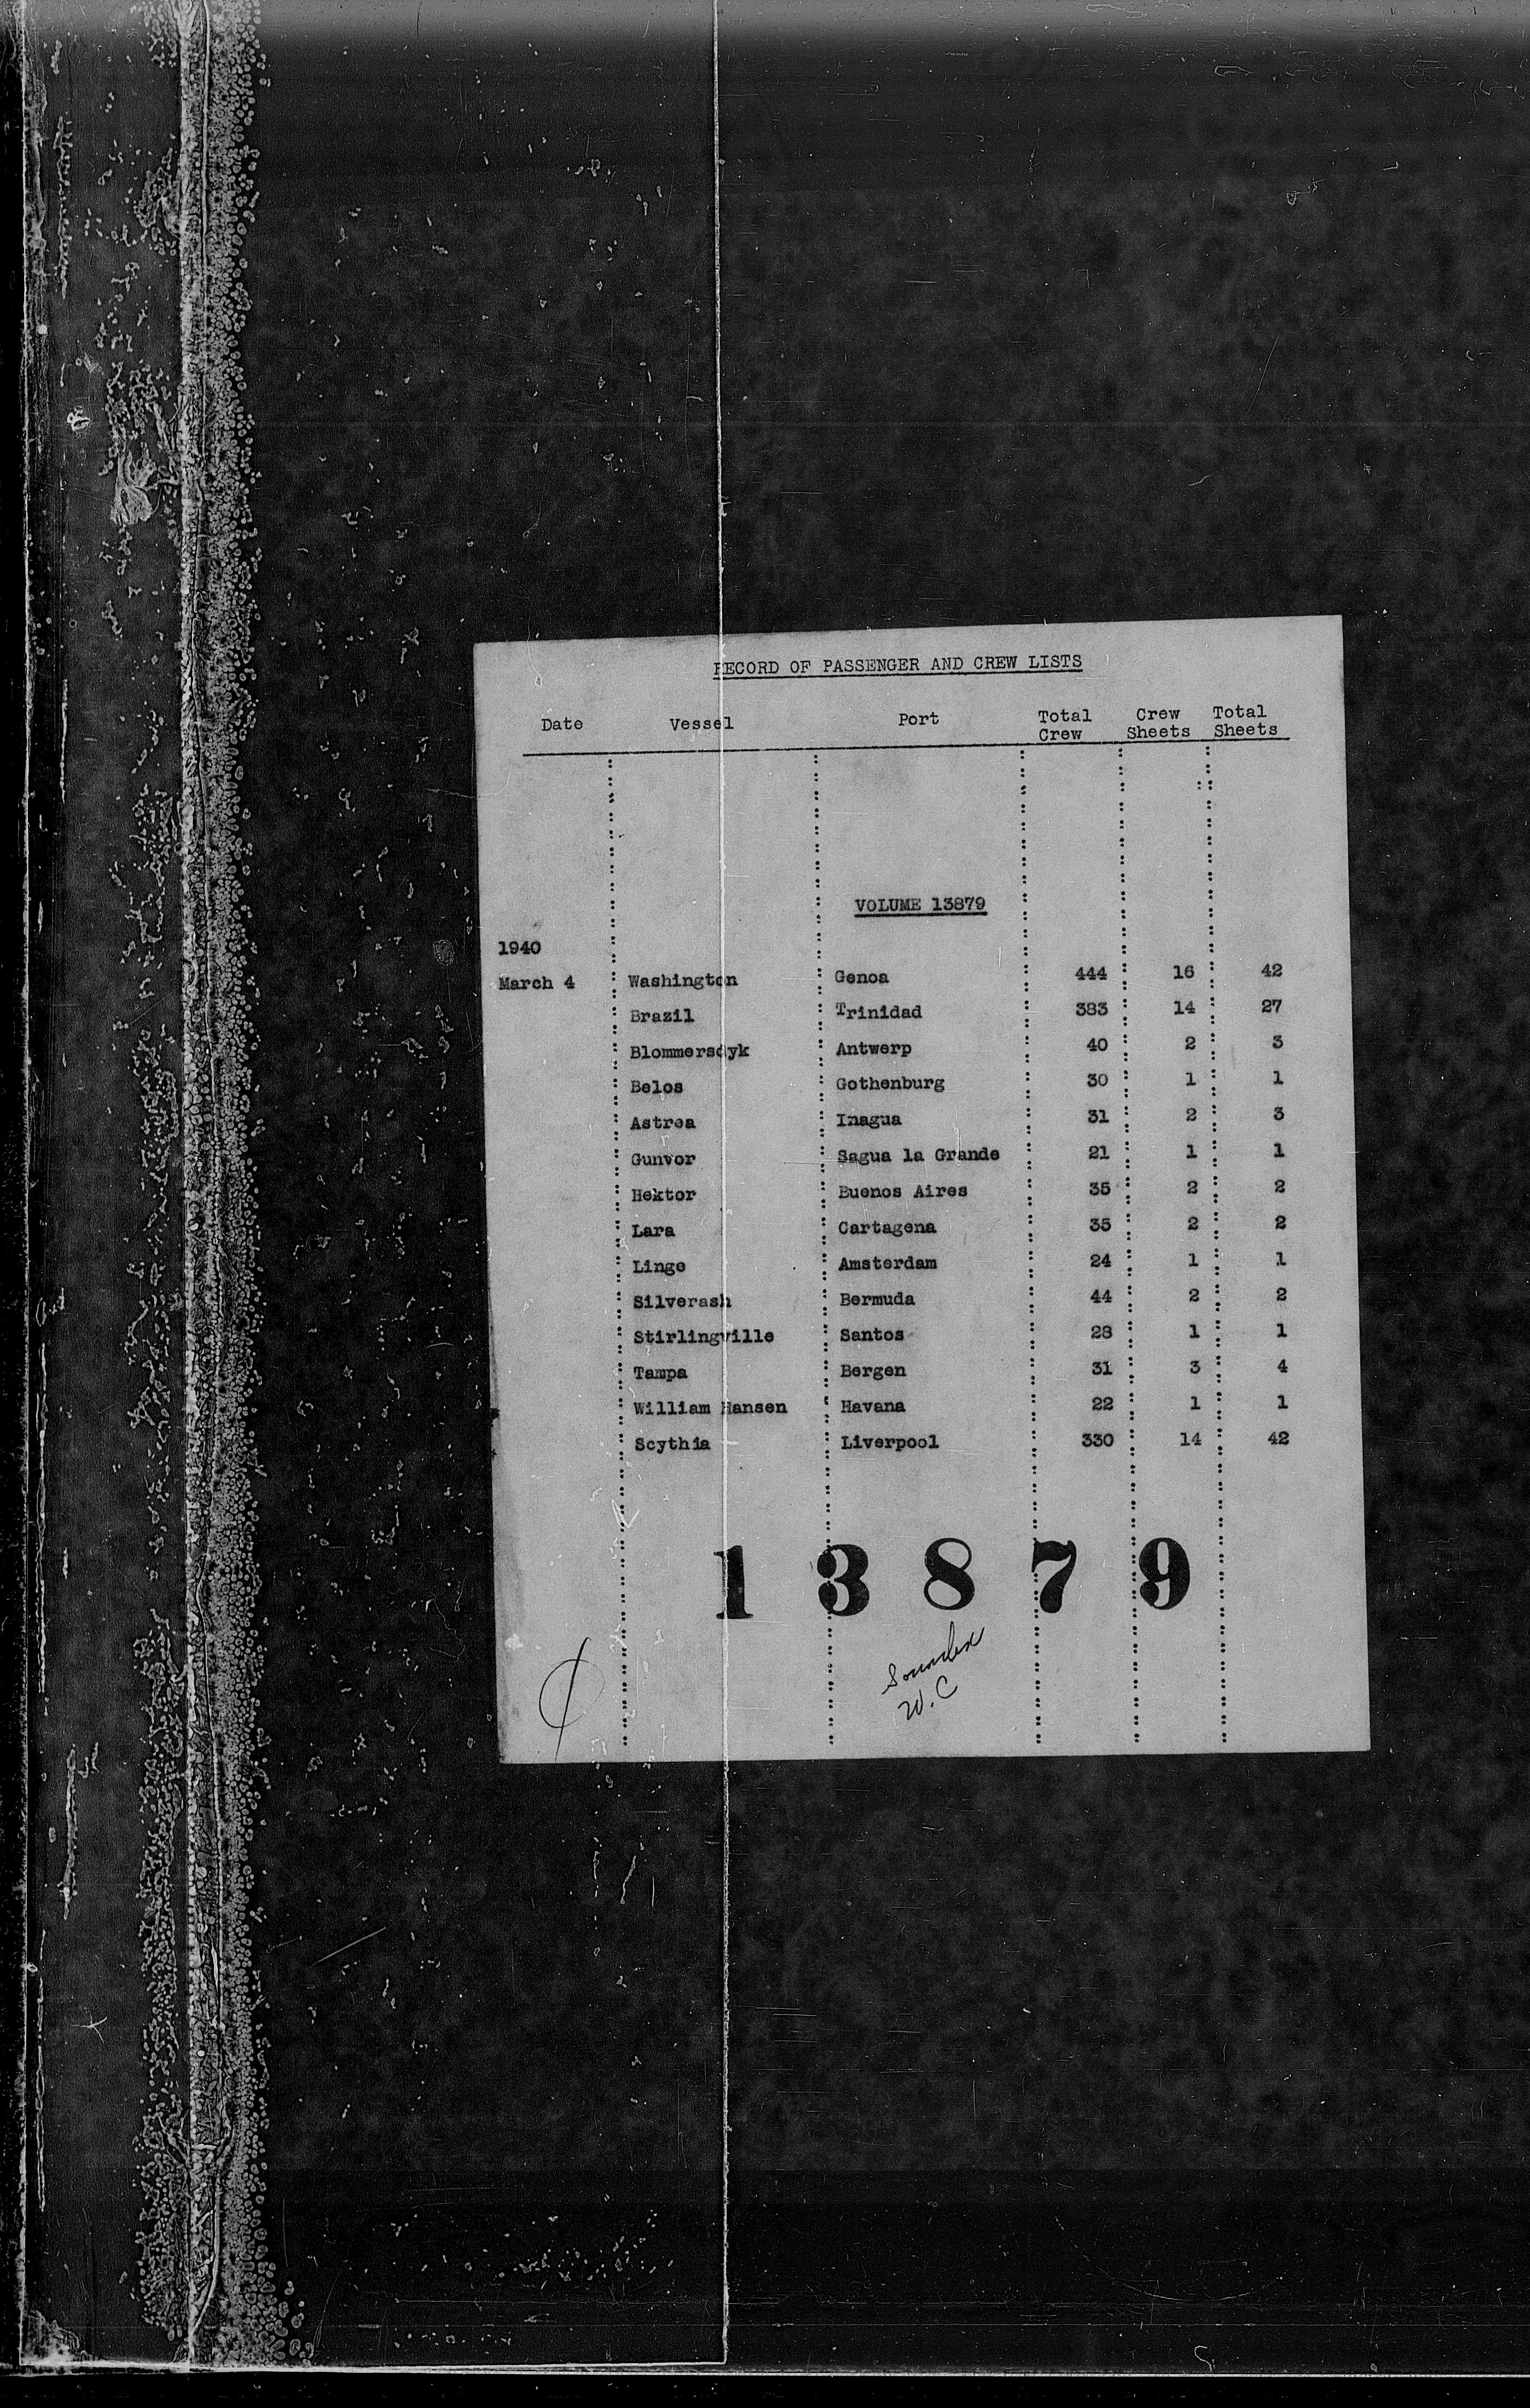 RECORD OF PASSENGER AND CREW LISTS
Date Vessel Port Total Crew Crew Sheets Total Sheets
VOLUME 13879
1940
March 4 Washington Genoa 444 16 42
Brazil Trinidad 383 14 27
Blommersdyk Antwerp 40 2 3
Belos Gothenburg 30 1 1
Astrea Inagua 31 2 3
Gunvor Sagua la Grande 21 1 1
Hektor Buenos Aires 35 2 2
Lara Cartagena 35 2 2
Linge Amsterdam 24 1 1
Silverash Bermuda 44 2 2
Stirlingville Santos 28 1 1
Tampa Bergen 31 3 4
William Hansen Havana 22 1 1
Scythia Liverpool 330 14 42
13879
Soundex
W.C